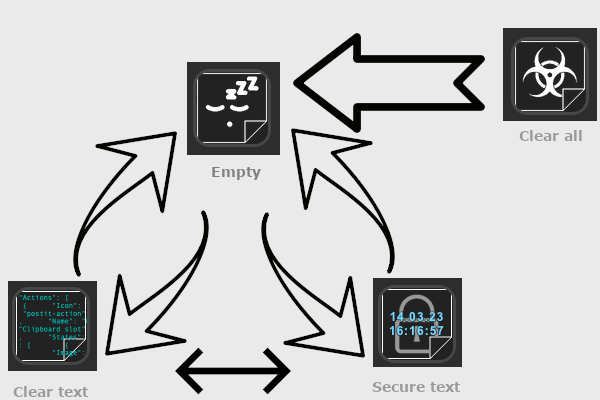 zzz
Clear all
Empty
"Actions": [
{ "Icon":
"postit-action"
, "Name": "
"Clipboard slot"
, "States"
: [ {
"Image":
14.03.23
16:16:57
Clear text
Secure text